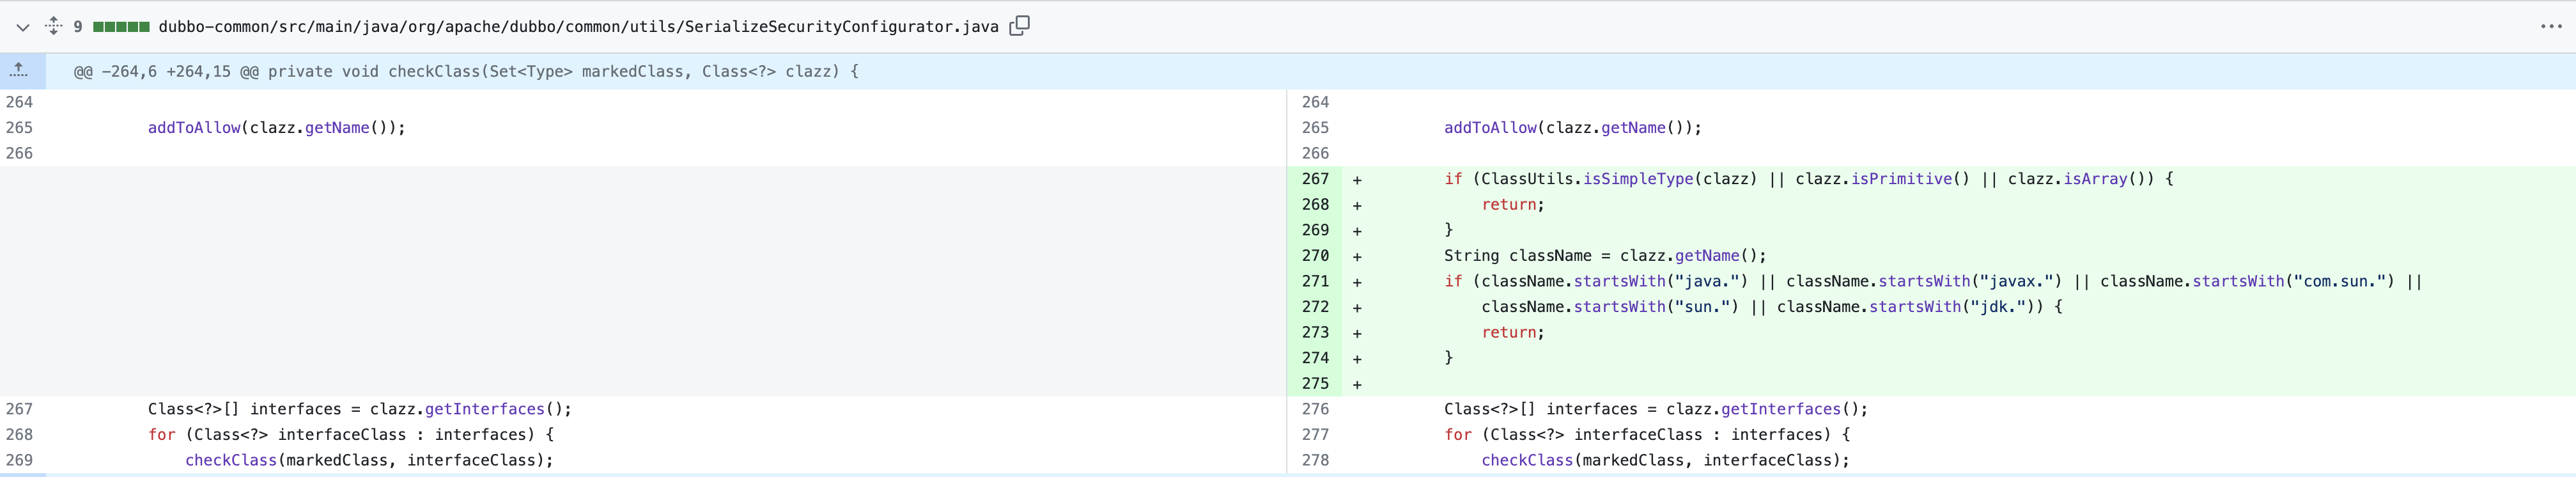 9 dubbo-common/src/main/java/org/apache/dubbo/common/utils/SerializeSecurityConfigurator.java
@@ -264,6 +264,15 @@ private void checkClass(Set<Type> markedClass, Class<?> clazz) {
264 264
265 addToAllow(clazz.getName()); 265 addToAllow(clazz.getName());
266 266
267 + if (ClassUtils.isSimpleType(clazz) || clazz.isPrimitive() || clazz.isArray()) {
268 + return;
269 + }
270 + String className = clazz.getName();
271 + if (className.startsWith("java.") || className.startsWith("javax.") || className.startsWith("com.sun.") ||
272 + className.startsWith("sun.") || className.startsWith("jdk.")) {
273 + return;
274 + }
275 +
267 Class<?>[] interfaces = clazz.getInterfaces(); 276 Class<?>[] interfaces = clazz.getInterfaces();
268 for (Class<?> interfaceClass : interfaces) { 277 for (Class<?> interfaceClass : interfaces) {
269 checkClass(markedClass, interfaceClass); 278 checkClass(markedClass, interfaceClass);